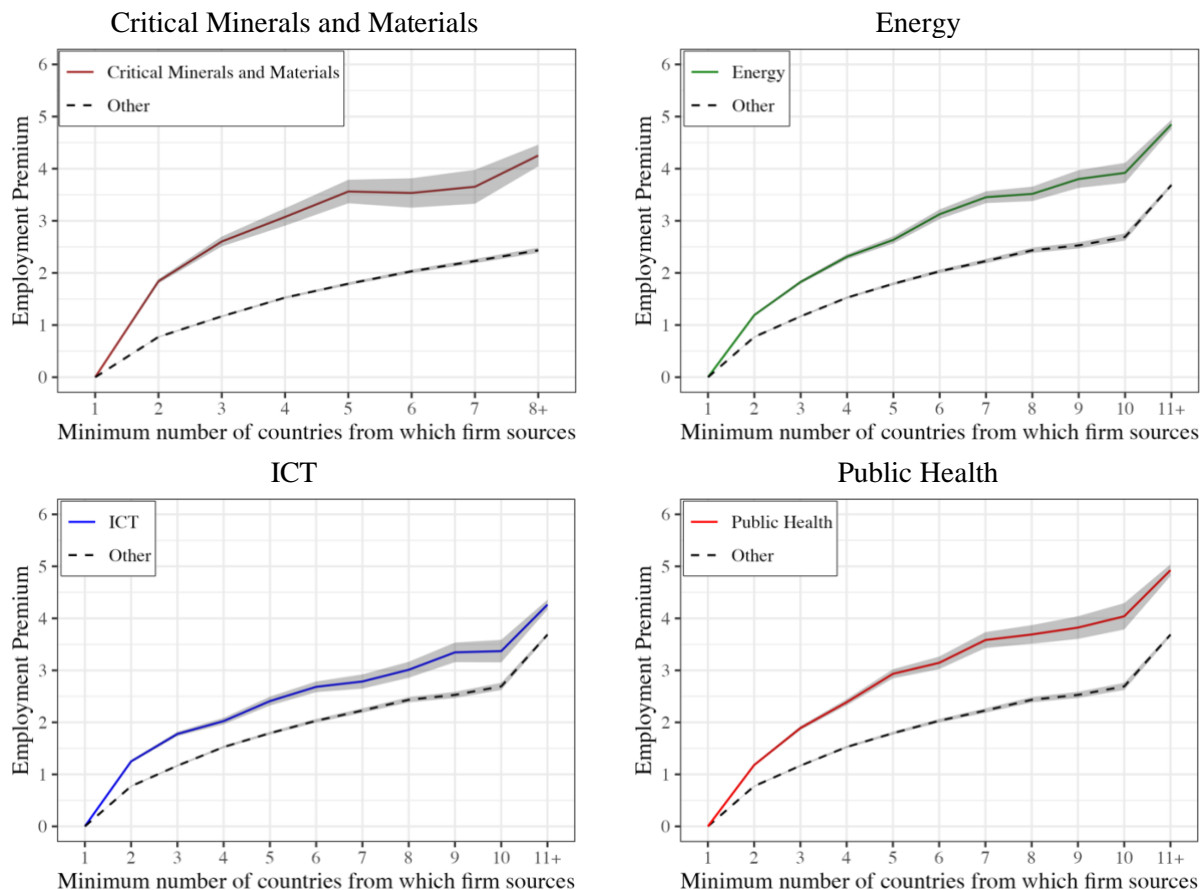 Critical Minerals and Materials
Employment Premium
6
5
4
3
2
1
0
Critical Minerals and Materials
Other
1 2 3 4 5 6 7 8+
Minimum number of countries from which firm sources
Energy
Employment Premium
6
5
4
3
2
1
0
Energy
Other
1 2 3 4 5 6 7 8 9 10 11+
Minimum number of countries from which firm sources
ICT
Employment Premium
6
5
4
3
2
1
0
ICT
Other
1 2 3 4 5 6 7 8 9 10 11+
Minimum number of countries from which firm sources
Public Health
Employment Premium
6
5
4
3
2
1
0
Public Health
Other
1 2 3 4 5 6 7 8 9 10 11+
Minimum number of countries from which firm sources